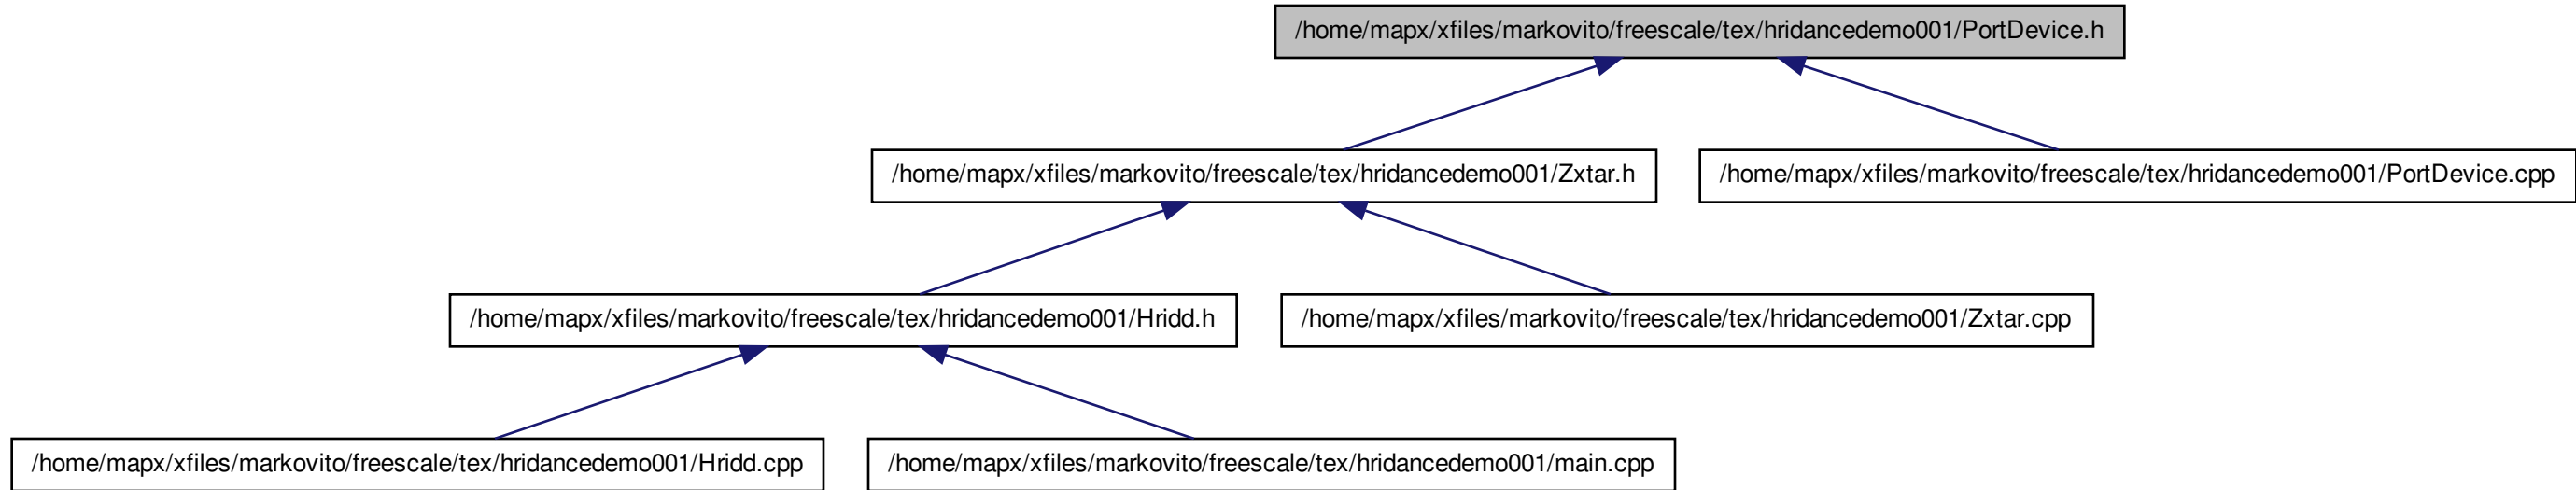 /home/mapx/xfiles/markovito/freescale/tex/hridancedemo001/PortDevice.h
/home/mapx/xfiles/markovito/freescale/tex/hridancedemo001/Zxtar.h
/home/mapx/xfiles/markovito/freescale/tex/hridancedemo001/PortDevice.cpp
/home/mapx/xfiles/markovito/freescale/tex/hridancedemo001/Hridd.h
/home/mapx/xfiles/markovito/freescale/tex/hridancedemo001/Zxtar.cpp
/home/mapx/xfiles/markovito/freescale/tex/hridancedemo001/Hridd.cpp
/home/mapx/xfiles/markovito/freescale/tex/hridancedemo001/main.cpp